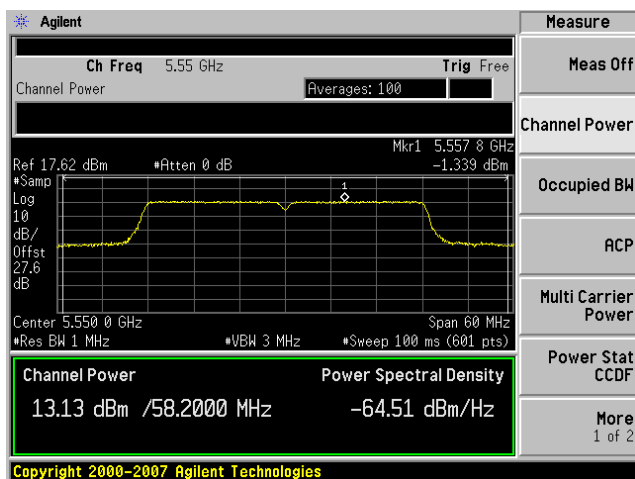 Agilent
Measure
Ch Freq 5.55 GHz Trig Free
Channel Power Averages: 100
Mkr1 5.557 8 GHz
Ref 17.62 dBm #Atten 0 dB -1.339 dBm
#Samp
Log
10
dB/
Offst
27.6
dB
1
Center 5.550 0 GHz Span 60 MHz
#Res BW 1 MHz #VBW 3 MHz #Sweep 100 ms (601 pts)
Channel Power Power Spectral Density
13.13 dBm /58.2000 MHz -64.51 dBm/Hz
Copyright 2000-2007 Agilent Technologies
Meas Off
Channel Power
Occupied BW
ACP
Multi Carrier
Power
Power Stat
CCDF
More
1 of 2